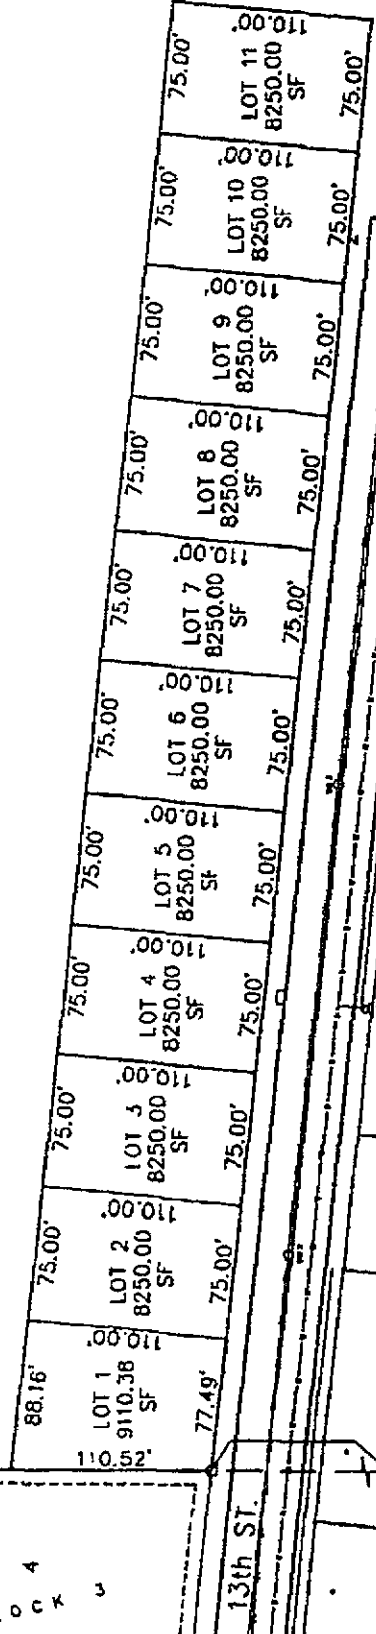 110.00'
75.00'
LOT 11
8250.00
SF
75.00'
110.00'
75.00'
LOT 10
8250.00
SF
75.00'
110.00'
75.00'
LOT 9
8250.00
SF
75.00'
110.00'
75.00'
LOT 8
8250.00
SF
75.00'
110.00'
75.00'
LOT 7
8250.00
SF
75.00'
110.00'
75.00'
LOT 6
8250.00
SF
75.00'
110.00'
75.00'
LOT 5
8250.00
SF
75.00'
110.00'
75.00'
LOT 4
8250.00
SF
75.00'
110.00'
75.00'
LOT 3
8250.00
SF
75.00'
110.00'
75.00'
LOT 2
8250.00
SF
75.00'
110.00'
88.16'
LOT 1
9110.38
SF
77.49'
110.52'
13th ST.
4
OCK 3